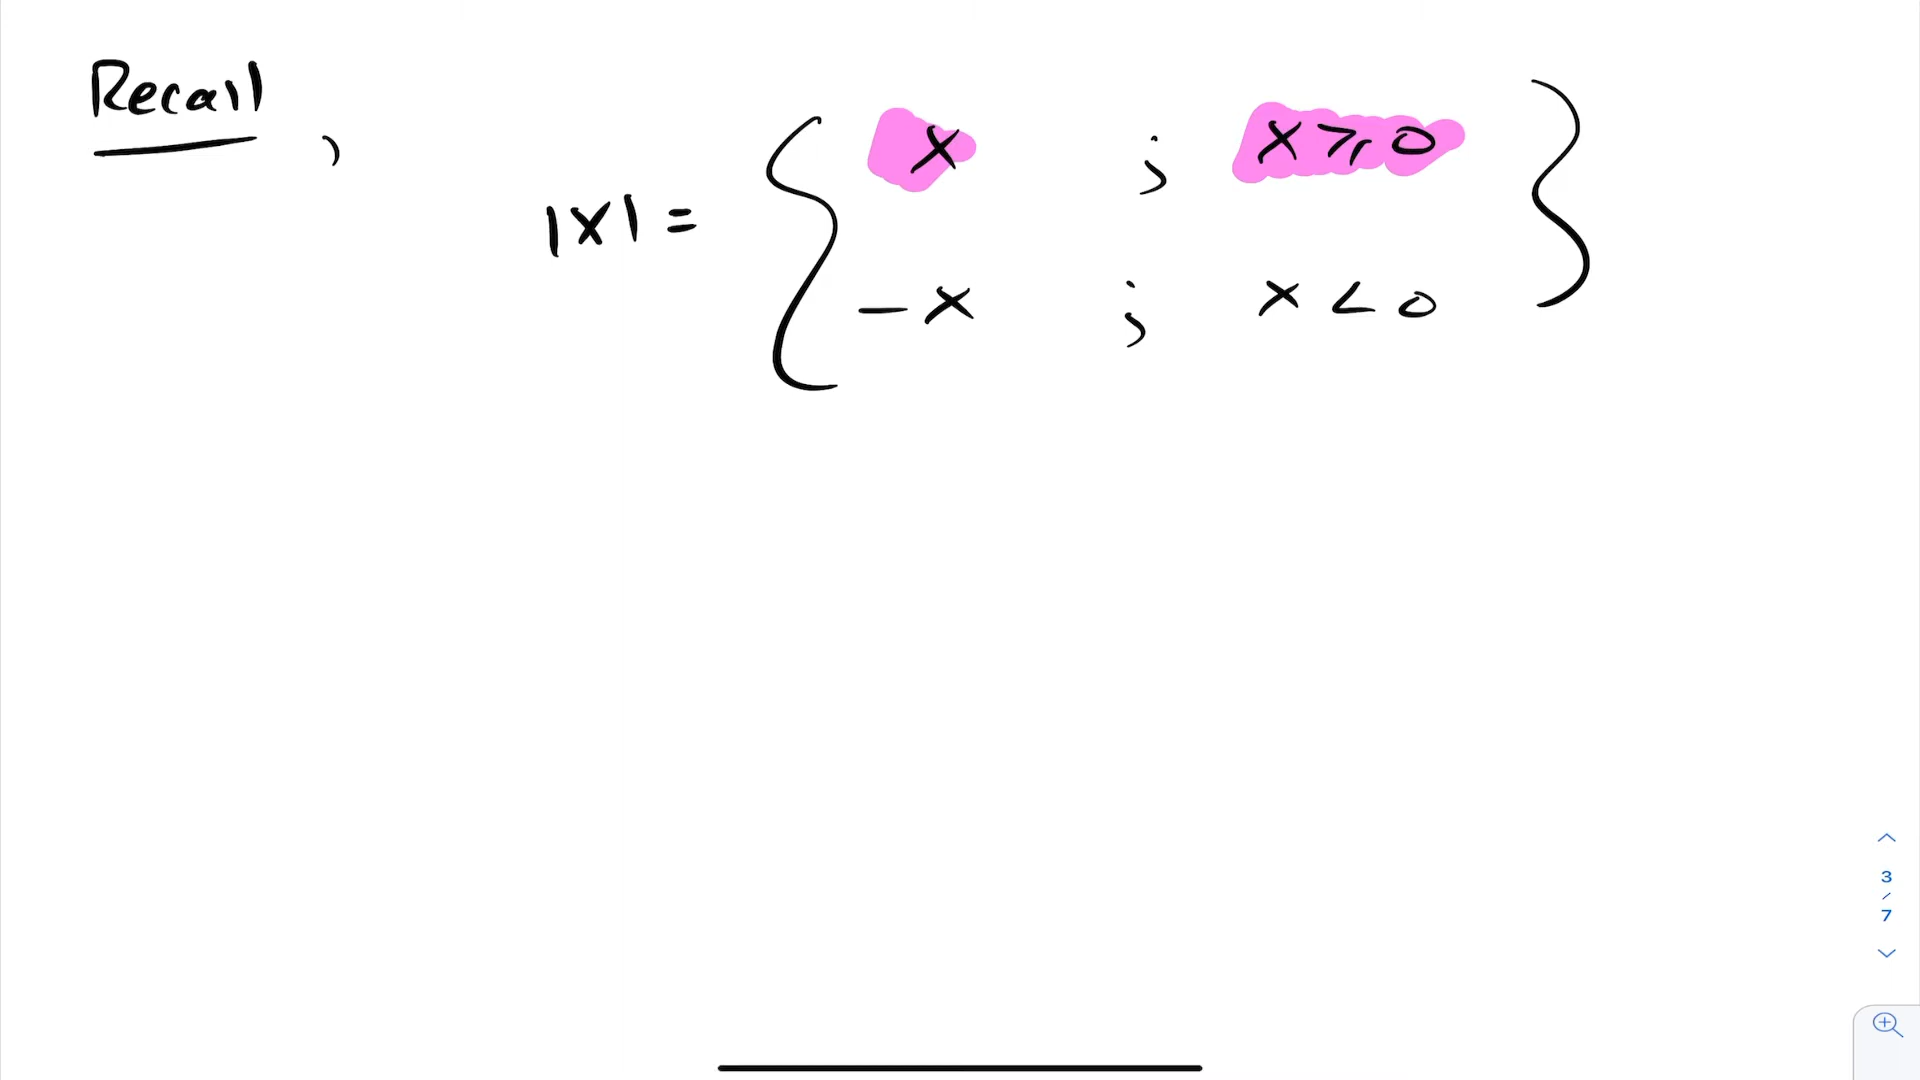 Recall,
|x| = { x ; x ⩾ 0
-x ; x < 0 }
3
/
7